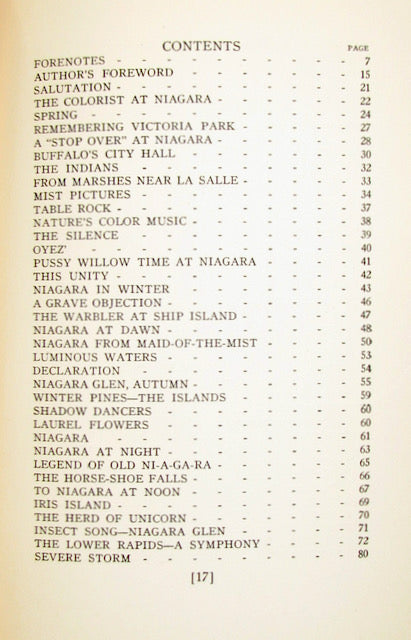 CONTENTS
PAGE
FORENOTES - - - - - - - - - 7
AUTHOR'S FOREWORD - - - - - - - 15
SALUTATION - - - - - - - - - 21
THE COLORIST AT NIAGARA - - - - - - 22
SPRING - - - - - - - - - 24
REMEMBERING VICTORIA PARK - - - - - 27
A "STOP OVER" AT NIAGARA - - - - - - 28
BUFFALO'S CITY HALL - - - - - - - 30
THE INDIANS - - - - - - - - 32
FROM MARSHES NEAR LA SALLE - - - - - 33
MIST PICTURES - - - - - - - - 34
TABLE ROCK - - - - - - - - - 37
NATURE'S COLOR MUSIC - - - - - - 38
THE SILENCE - - - - - - - - 39
OYEZ' - - - - - - - - - 40
PUSSY WILLOW TIME AT NIAGARA - - - - 41
THIS UNITY - - - - - - - - - 42
NIAGARA IN WINTER - - - - - - - 43
A GRAVE OBJECTION - - - - - - - 46
THE WARBLER AT SHIP ISLAND - - - - - 47
NIAGARA AT DAWN - - - - - - - 48
NIAGARA FROM MAID-OF-THE-MIST - - - - 50
LUMINOUS WATERS - - - - - - - 53
DECLARATION - - - - - - - - 54
NIAGARA GLEN, AUTUMN - - - - - - - 55
WINTER PINES—THE ISLANDS - - - - - 59
SHADOW DANCERS - - - - - - - 60
LAUREL FLOWERS - - - - - - - 60
NIAGARA - - - - - - - - - 61
NIAGARA AT NIGHT - - - - - - - 63
LEGEND OF OLD NI-A-GA-RA - - - - - - 65
THE HORSE-SHOE FALLS - - - - - - - 66
TO NIAGARA AT NOON - - - - - - - 67
IRIS ISLAND - - - - - - - - - 69
THE HERD OF UNICORN - - - - - - - 70
INSECT SONG—NIAGARA GLEN - - - - - 71
THE LOWER RAPIDS—A SYMPHONY - - - - 72
SEVERE STORM - - - - - - - - 80
[17]